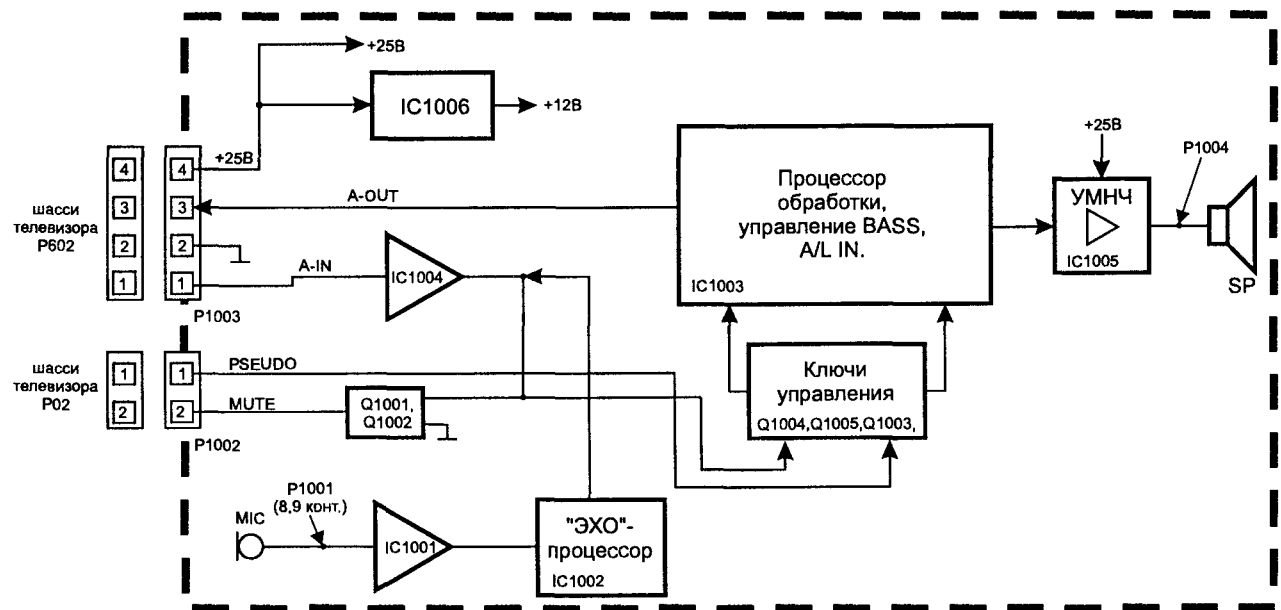 +25В
IC1006
+12В
+25В
4
4
шасси
телевизора
P602
3
3
A-OUT
2
2
1
1
A-IN
IC1004
P1003
Процессор
обработки,
управление BASS,
A/L IN.
IC1003
+25В
P1004
УМНЧ
IC1005
SP
шасси
телевизора
P02
1
1
PSEUDO
2
2
MUTE
Q1001,
Q1002
P1002
Ключи
управления
Q1004,Q1005,Q1003,
P1001
(8,9 конт.)
MIC
IC1001
"ЭХО"-
процессор
IC1002